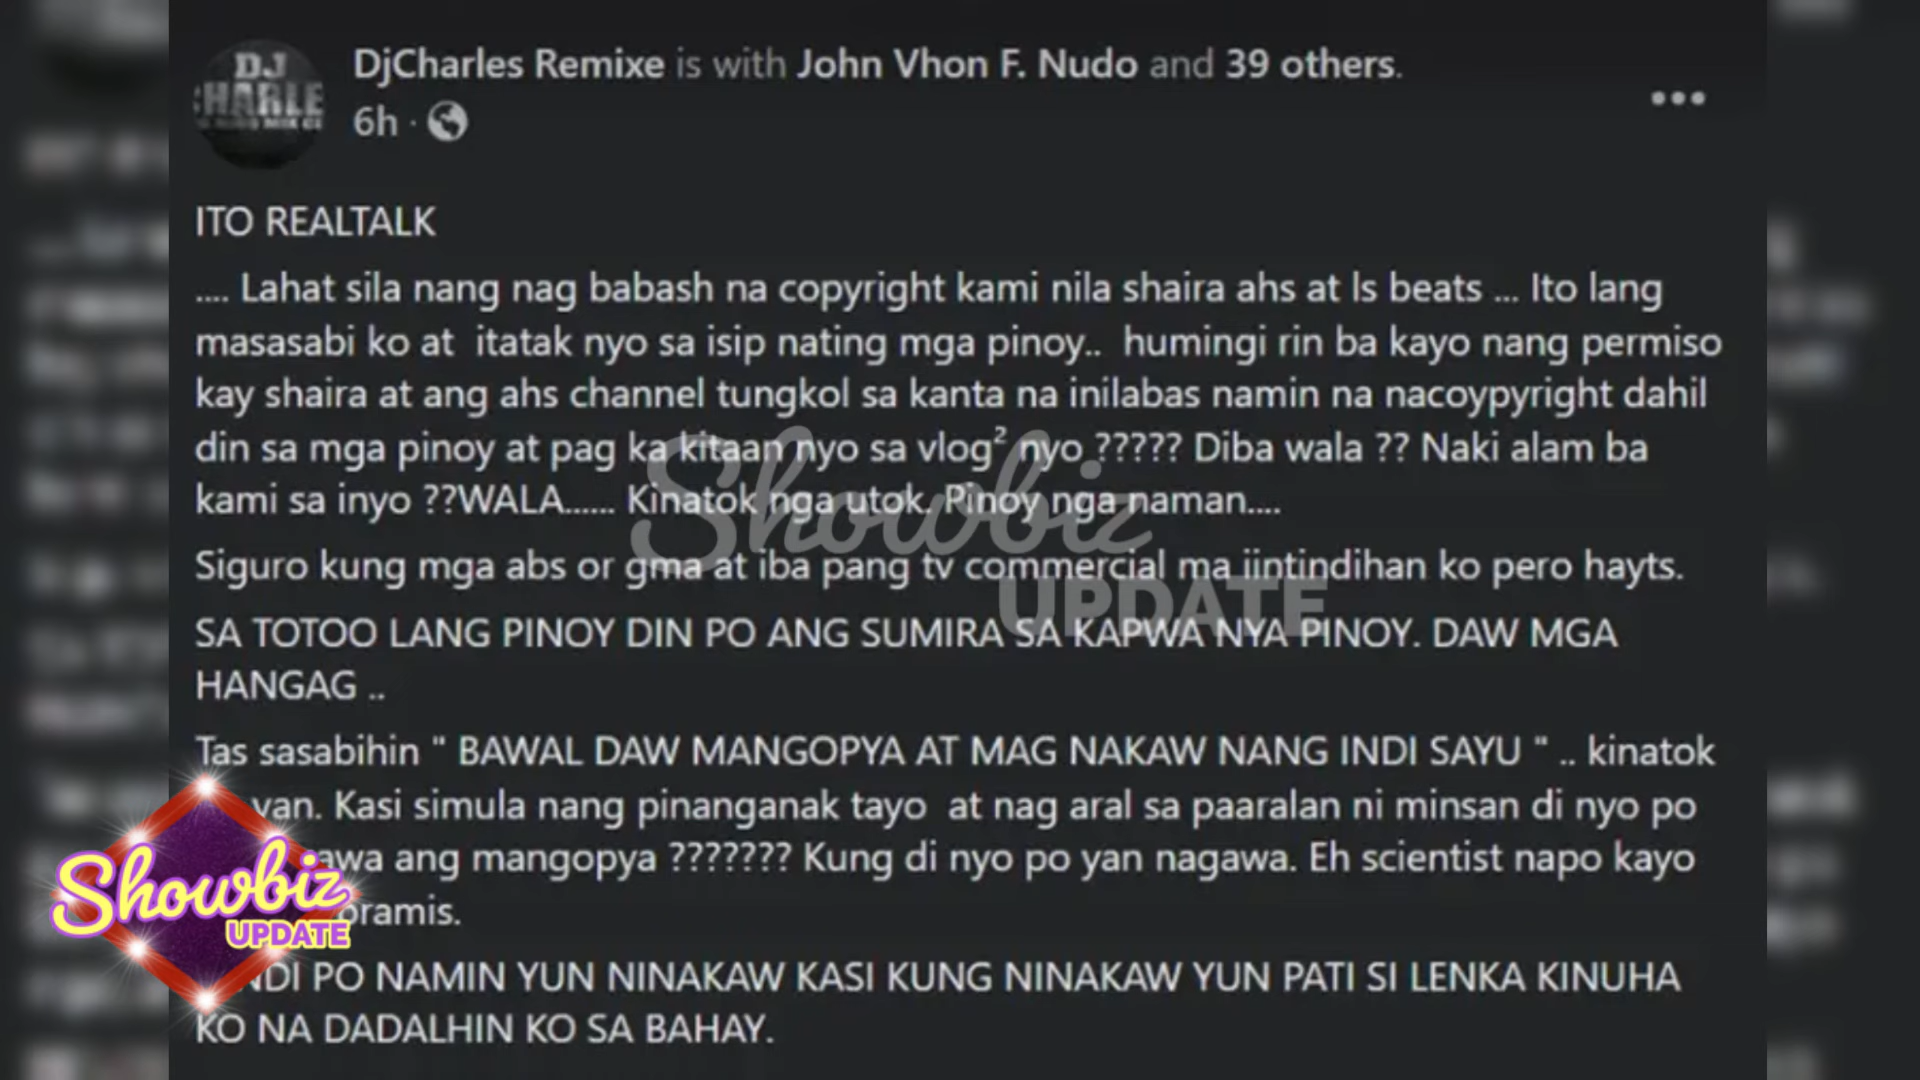 DJ
CHARLE
DjCharles Remixe is with John Vhon F. Nudo and 39 others.
6h ·
ITO REALTALK
.... Lahat sila nang nag babash na copyright kami nila shaira ahs at ls beats ... Ito lang
masasabi ko at itatak nyo sa isip nating mga pinoy.. humingi rin ba kayo nang permiso
kay shaira at ang ahs channel tungkol sa kanta na inilabas namin na nacoypyright dahil
din sa mga pinoy at pag ka kitaan nyo sa vlog² nyo ????? Diba wala ?? Naki alam ba
kami sa inyo ??WALA...... Kinatok nga utok. Pinoy nga naman....
Siguro kung mga abs or gma at iba pang tv commercial ma iintindihan ko pero hayts.
SA TOTOO LANG PINOY DIN PO ANG SUMIRA SA KAPWA NYA PINOY. DAW MGA
HANGAG ..
Tas sasabihin " BAWAL DAW MANGOPYA AT MAG NAKAW NANG INDI SAYU " .. kinatok
yan. Kasi simula nang pinanganak tayo at nag aral sa paaralan ni minsan di nyo po
awa ang mangopya ??????? Kung di nyo po yan nagawa. Eh scientist napo kayo
pramis.
NDI PO NAMIN YUN NINAKAW KASI KUNG NINAKAW YUN PATI SI LENKA KINUHA
KO NA DADALHIN KO SA BAHAY.
Showbiz
UPDATE
Showbiz
UPDATE